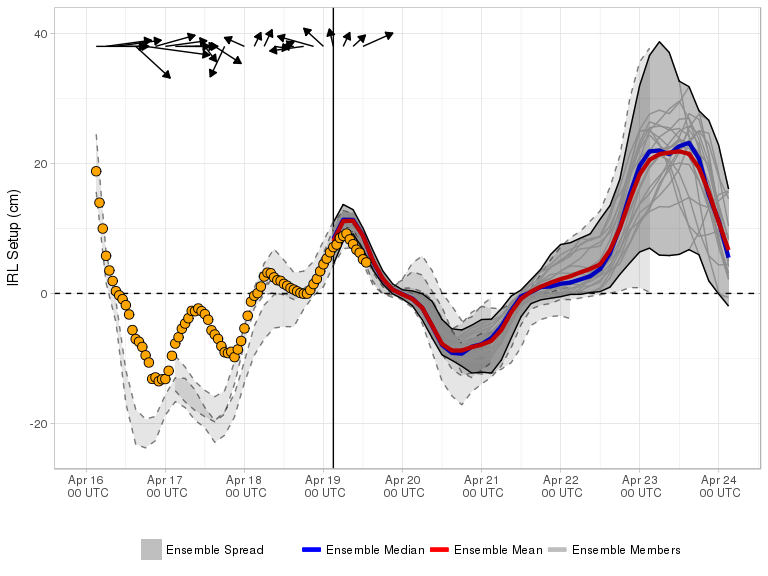 40
20
0
-20
IRL Setup (cm)
Apr 16 Apr 17 Apr 18 Apr 19 Apr 20 Apr 21 Apr 22 Apr 23 Apr 24
00 UTC 00 UTC 00 UTC 00 UTC 00 UTC 00 UTC 00 UTC 00 UTC 00 UTC
Ensemble Spread Ensemble Median Ensemble Mean Ensemble Members